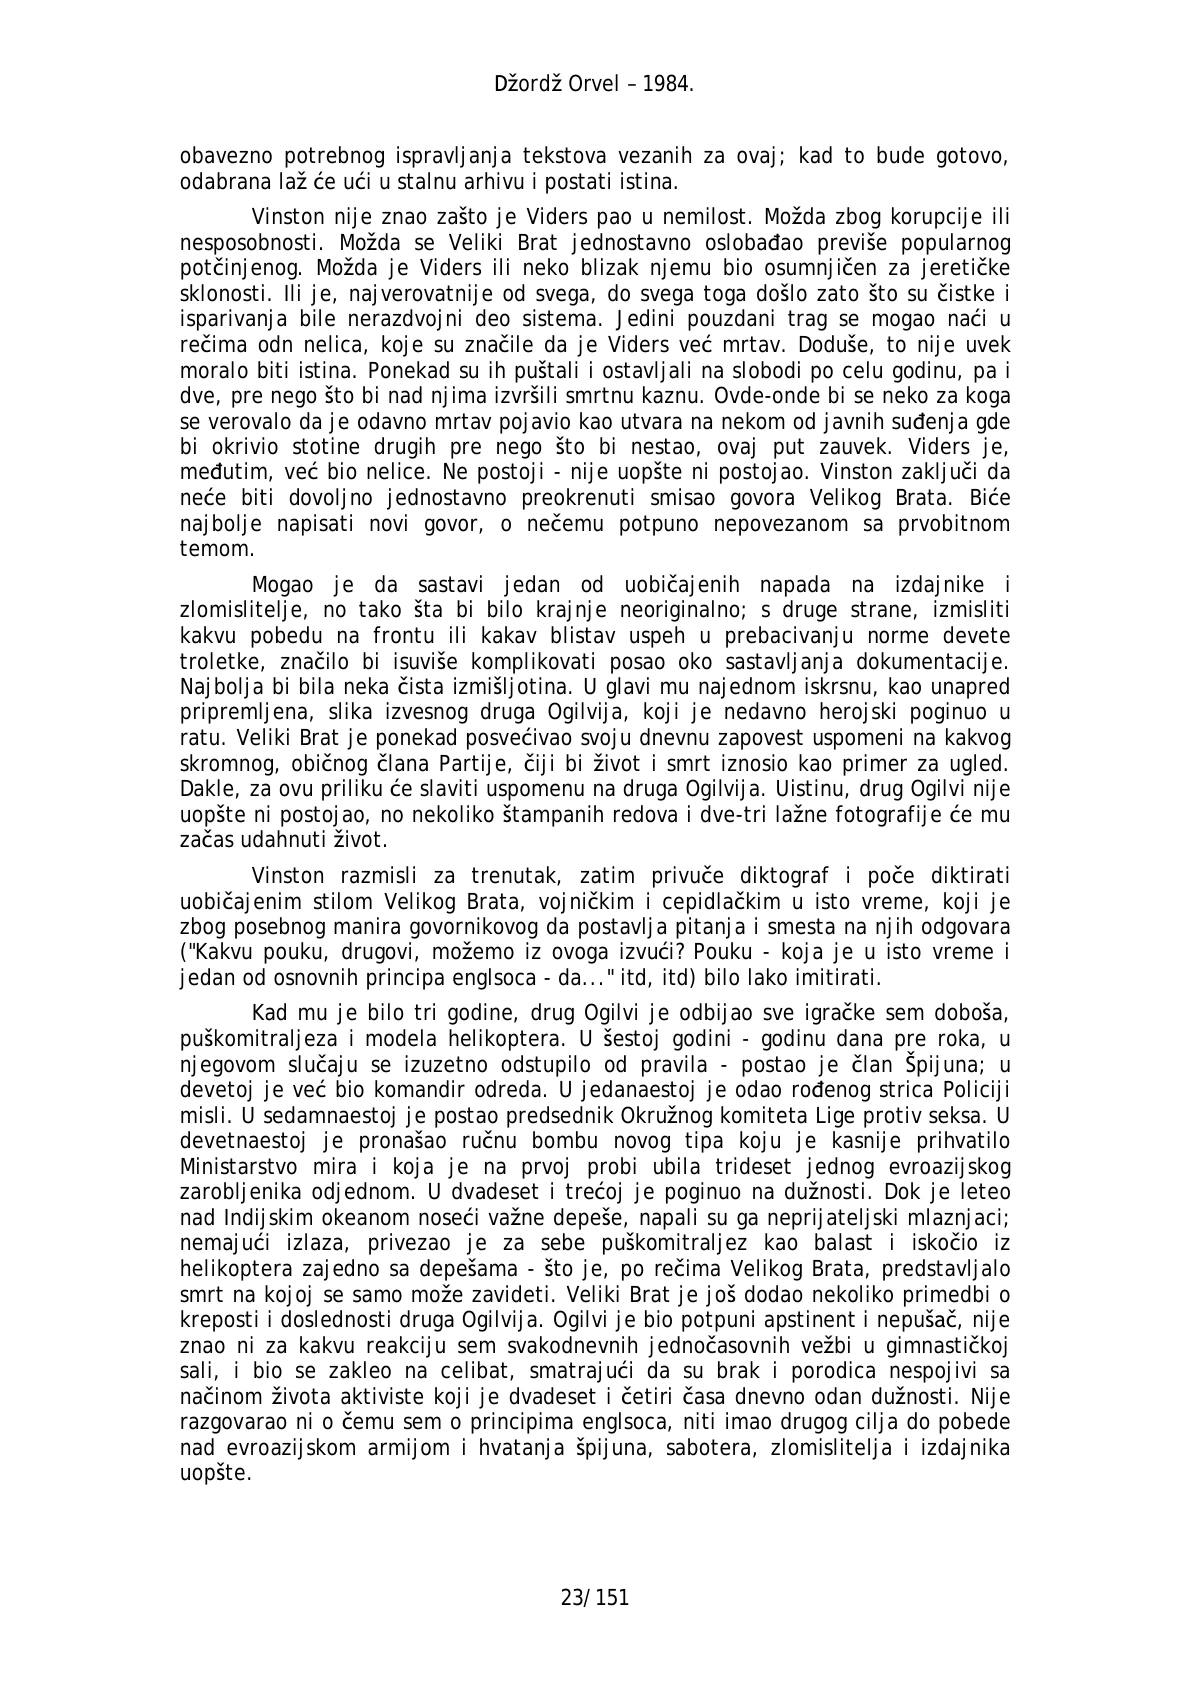 Džordž Orvel – 1984.
obavezno potrebnog ispravljanja tekstova vezanih za ovaj; kad to bude gotovo,
odabrana laž će ući u stalnu arhivu i postati istina.
Vinston nije znao zašto je Viders pao u nemilost. Možda zbog korupcije ili
nesposobnosti. Možda se Veliki Brat jednostavno oslobađao previše popularnog
potčinjenog. Možda je Viders ili neko blizak njemu bio osumnjičen za jeretičke
sklonosti. Ili je, najverovatnije od svega, do svega toga došlo zato što su čistke i
isparivanja bile nerazdvojni deo sistema. Jedini pouzdani trag se mogao naći u
rečima odn nelica, koje su značile da je Viders već mrtav. Doduše, to nije uvek
moralo biti istina. Ponekad su ih puštali i ostavljali na slobodi po celu godinu, pa i
dve, pre nego što bi nad njima izvršili smrtnu kaznu. Ovde-onde bi se neko za koga
se verovalo da je odavno mrtav pojavio kao utvara na nekom od javnih suđenja gde
bi okrivio stotine drugih pre nego što bi nestao, ovaj put zauvek. Viders je,
međutim, već bio nelice. Ne postoji - nije uopšte ni postojao. Vinston zaključi da
neće biti dovoljno jednostavno preokrenuti smisao govora Velikog Brata. Biće
najbolje napisati novi govor, o nečemu potpuno nepovezanom sa prvobitnom
temom.
Mogao je da sastavi jedan od uobičajenih napada na izdajnike i
zlomislitelje, no tako šta bi bilo krajnje neoriginalno; s druge strane, izmisliti
kakvu pobedu na frontu ili kakav blistav uspeh u prebacivanju norme devete
troletke, značilo bi isuviše komplikovati posao oko sastavljanja dokumentacije.
Najbolja bi bila neka čista izmišljotina. U glavi mu najednom iskrsnu, kao unapred
pripremljena, slika izvesnog druga Ogilvija, koji je nedavno herojski poginuo u
ratu. Veliki Brat je ponekad posvećivao svoju dnevnu zapovest uspomeni na kakvog
skromnog, običnog člana Partije, čiji bi život i smrt iznosio kao primer za ugled.
Dakle, za ovu priliku će slaviti uspomenu na druga Ogilvija. Uistinu, drug Ogilvi nije
uopšte ni postojao, no nekoliko štampanih redova i dve-tri lažne fotografije će mu
začas udahnuti život.
Vinston razmisli za trenutak, zatim privuče diktograf i poče diktirati
uobičajenim stilom Velikog Brata, vojničkim i cepidlačkim u isto vreme, koji je
zbog posebnog manira govornikovog da postavlja pitanja i smesta na njih odgovara
("Kakvu pouku, drugovi, možemo iz ovoga izvući? Pouku - koja je u isto vreme i
jedan od osnovnih principa englsoca - da..." itd, itd) bilo lako imitirati.
Kad mu je bilo tri godine, drug Ogilvi je odbijao sve igračke sem doboša,
puškomitraljeza i modela helikoptera. U šestoj godini - godinu dana pre roka, u
njegovom slučaju se izuzetno odstupilo od pravila - postao je član Špijuna; u
devetoj je već bio komandir odreda. U jedanaestoj je odao rođenog strica Policiji
misli. U sedamnaestoj je postao predsednik Okružnog komiteta Lige protiv seksa. U
devetnaestoj je pronašao ručnu bombu novog tipa koju je kasnije prihvatilo
Ministarstvo mira i koja je na prvoj probi ubila trideset jednog evroazijskog
zarobljenika odjednom. U dvadeset i trećoj je poginuo na dužnosti. Dok je leteo
nad Indijskim okeanom noseći važne depeše, napali su ga neprijateljski mlaznjaci;
nemajući izlaza, privezao je za sebe puškomitraljez kao balast i iskočio iz
helikoptera zajedno sa depešama - što je, po rečima Velikog Brata, predstavljalo
smrt na kojoj se samo može zavideti. Veliki Brat je još dodao nekoliko primedbi o
kreposti i doslednosti druga Ogilvija. Ogilvi je bio potpuni apstinent i nepušač, nije
znao ni za kakvu reakciju sem svakodnevnih jednočasovnih vežbi u gimnastičkoj
sali, i bio se zakleo na celibat, smatrajući da su brak i porodica nespojivi sa
načinom života aktiviste koji je dvadeset i četiri časa dnevno odan dužnosti. Nije
razgovarao ni o čemu sem o principima englsoca, niti imao drugog cilja do pobede
nad evroazijskom armijom i hvatanja špijuna, sabotera, zlomislitelja i izdajnika
uopšte.
23/151